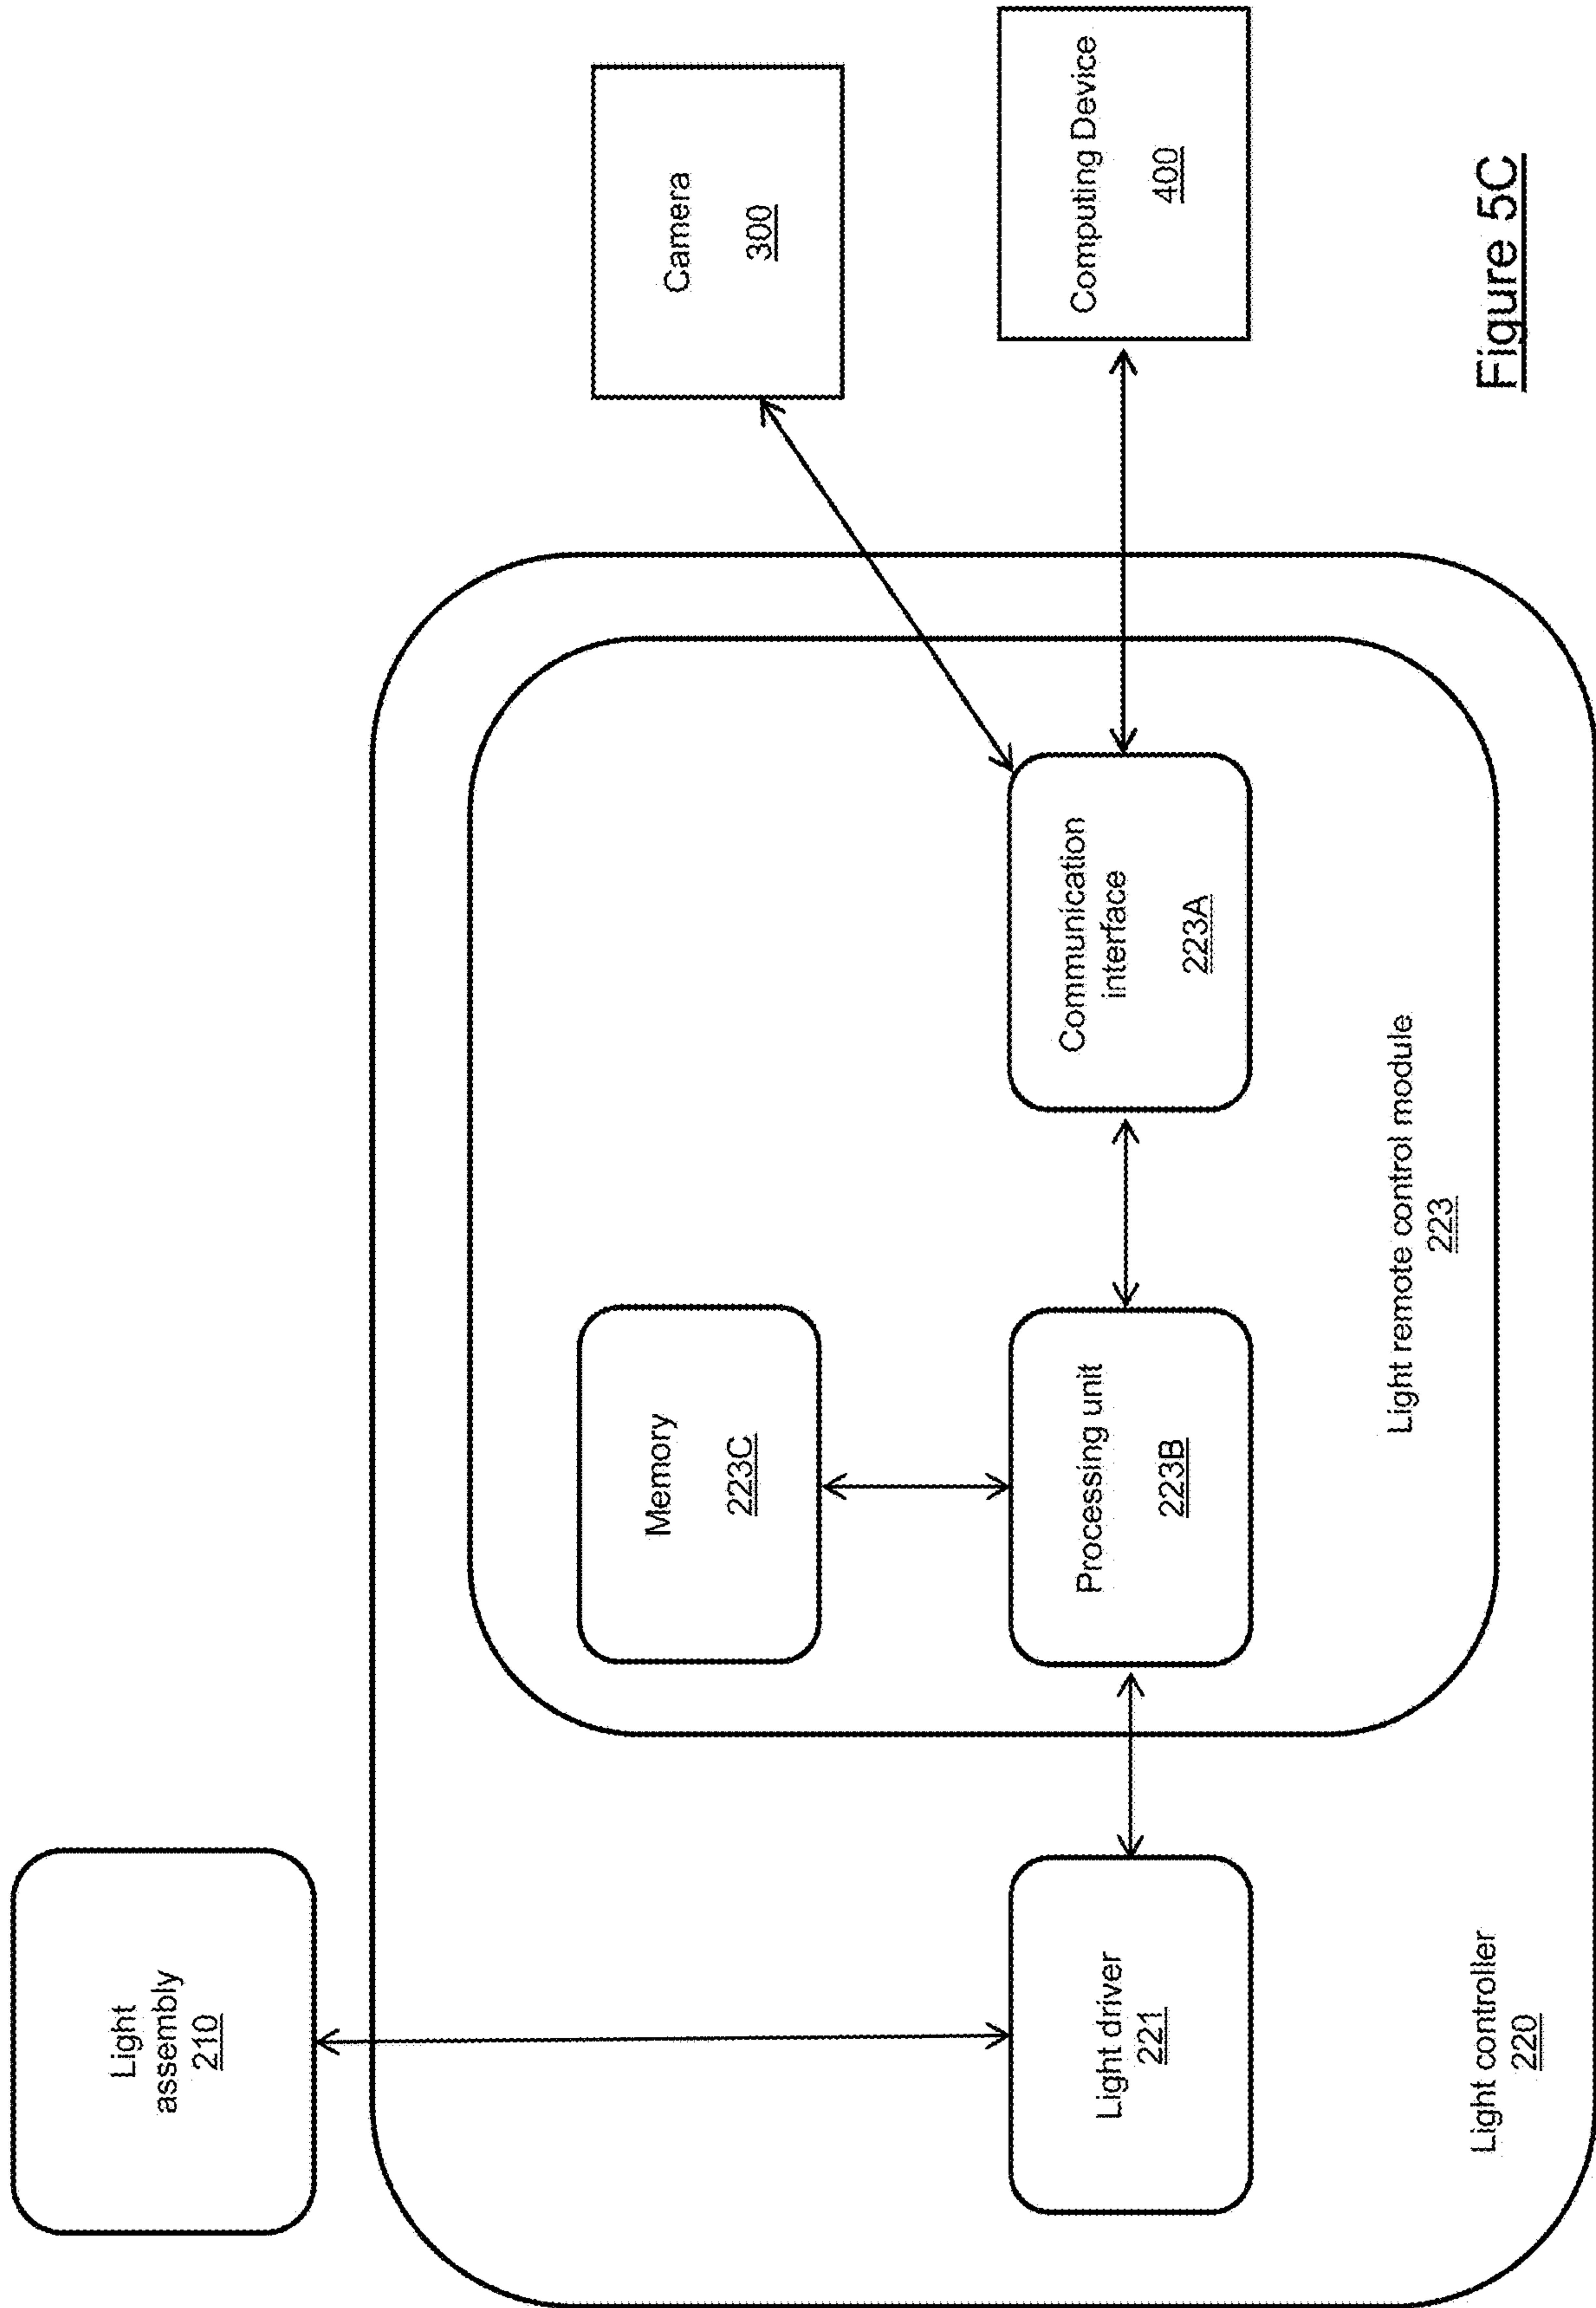 Light
assembly
210
Light driver
221
Light controller
220
Memory
223C
Processing unit
223B
Communication
interface
223A
Light remote control module
223
Camera
300
Computing Device
400
Figure 5C